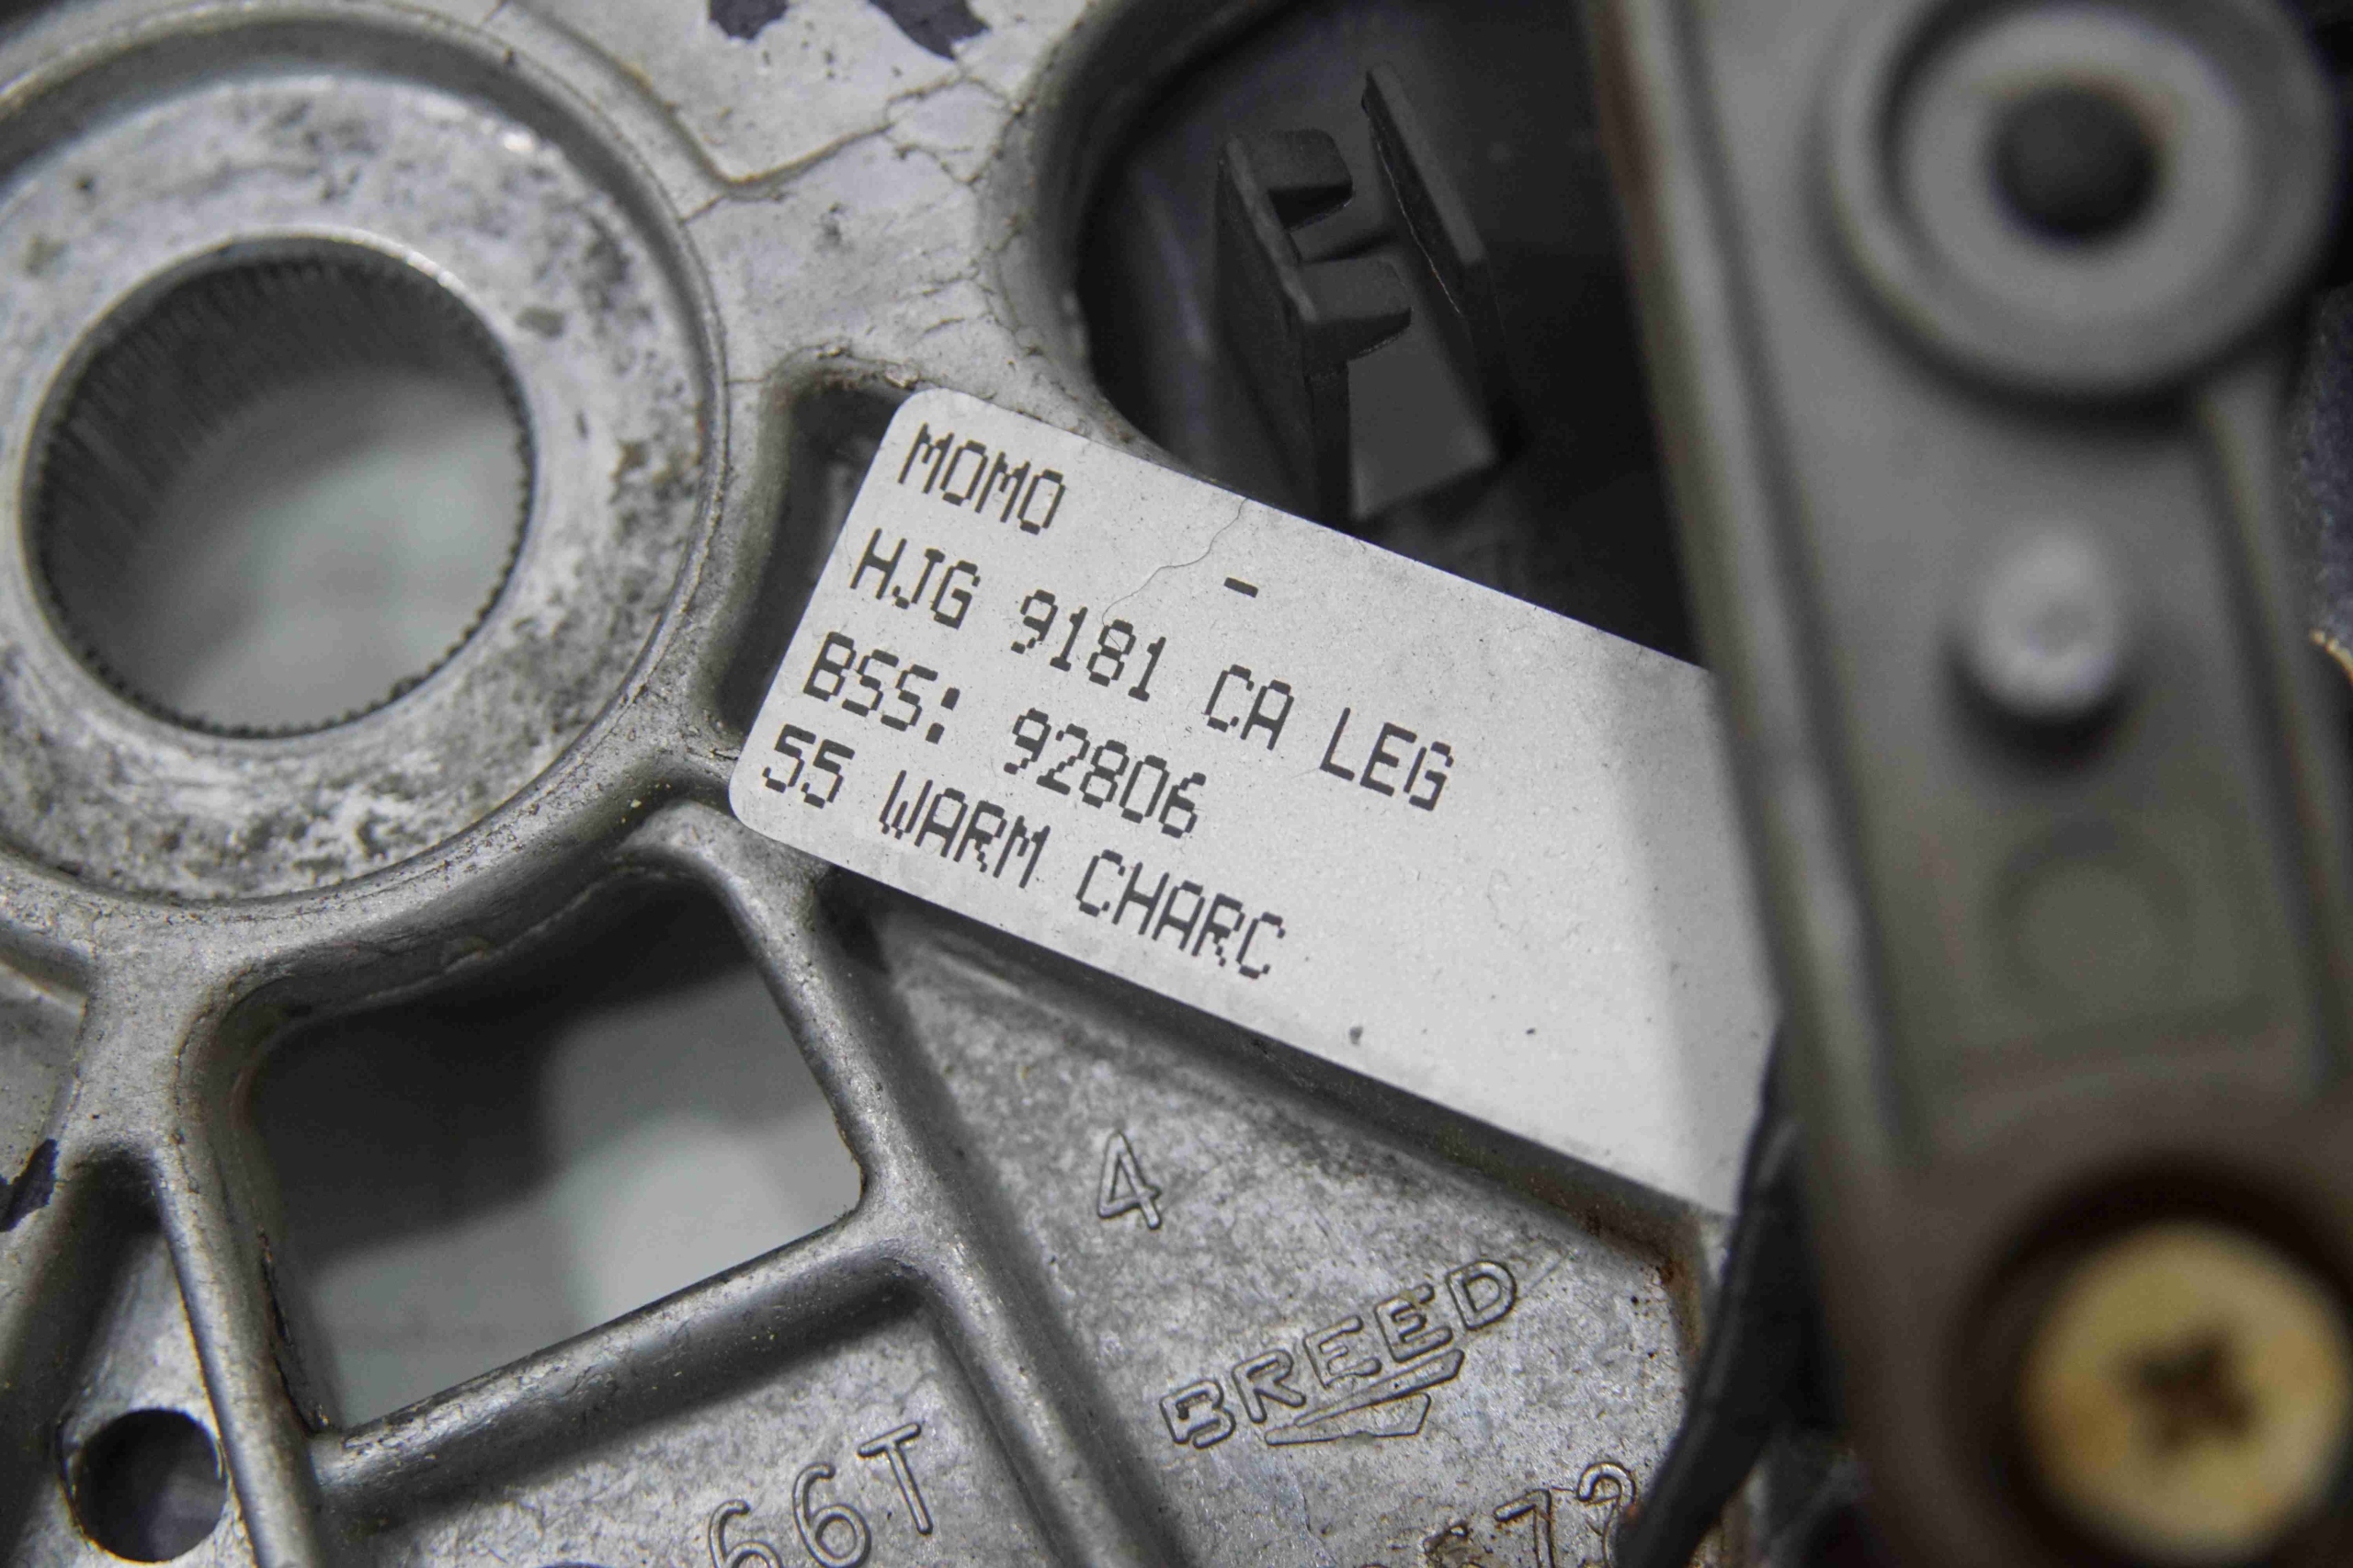 MOMO
-
HJG 9181 CA LEG
BSS: 92806
55 WARM CHARC
4
BREED
66T